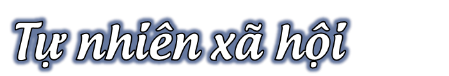 Tự nhiên xã hội